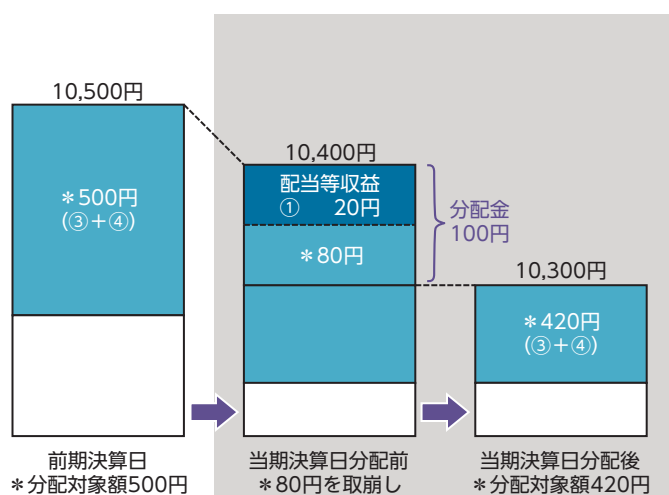 10,500円
＊500円
(③＋④)
前期決算日
＊分配対象額500円
10,400円
配当等収益
① 20円
＊80円
分配金
100円
当期決算日分配前
＊80円を取崩し
10,300円
＊420円
(③＋④)
当期決算日分配後
＊分配対象額420円